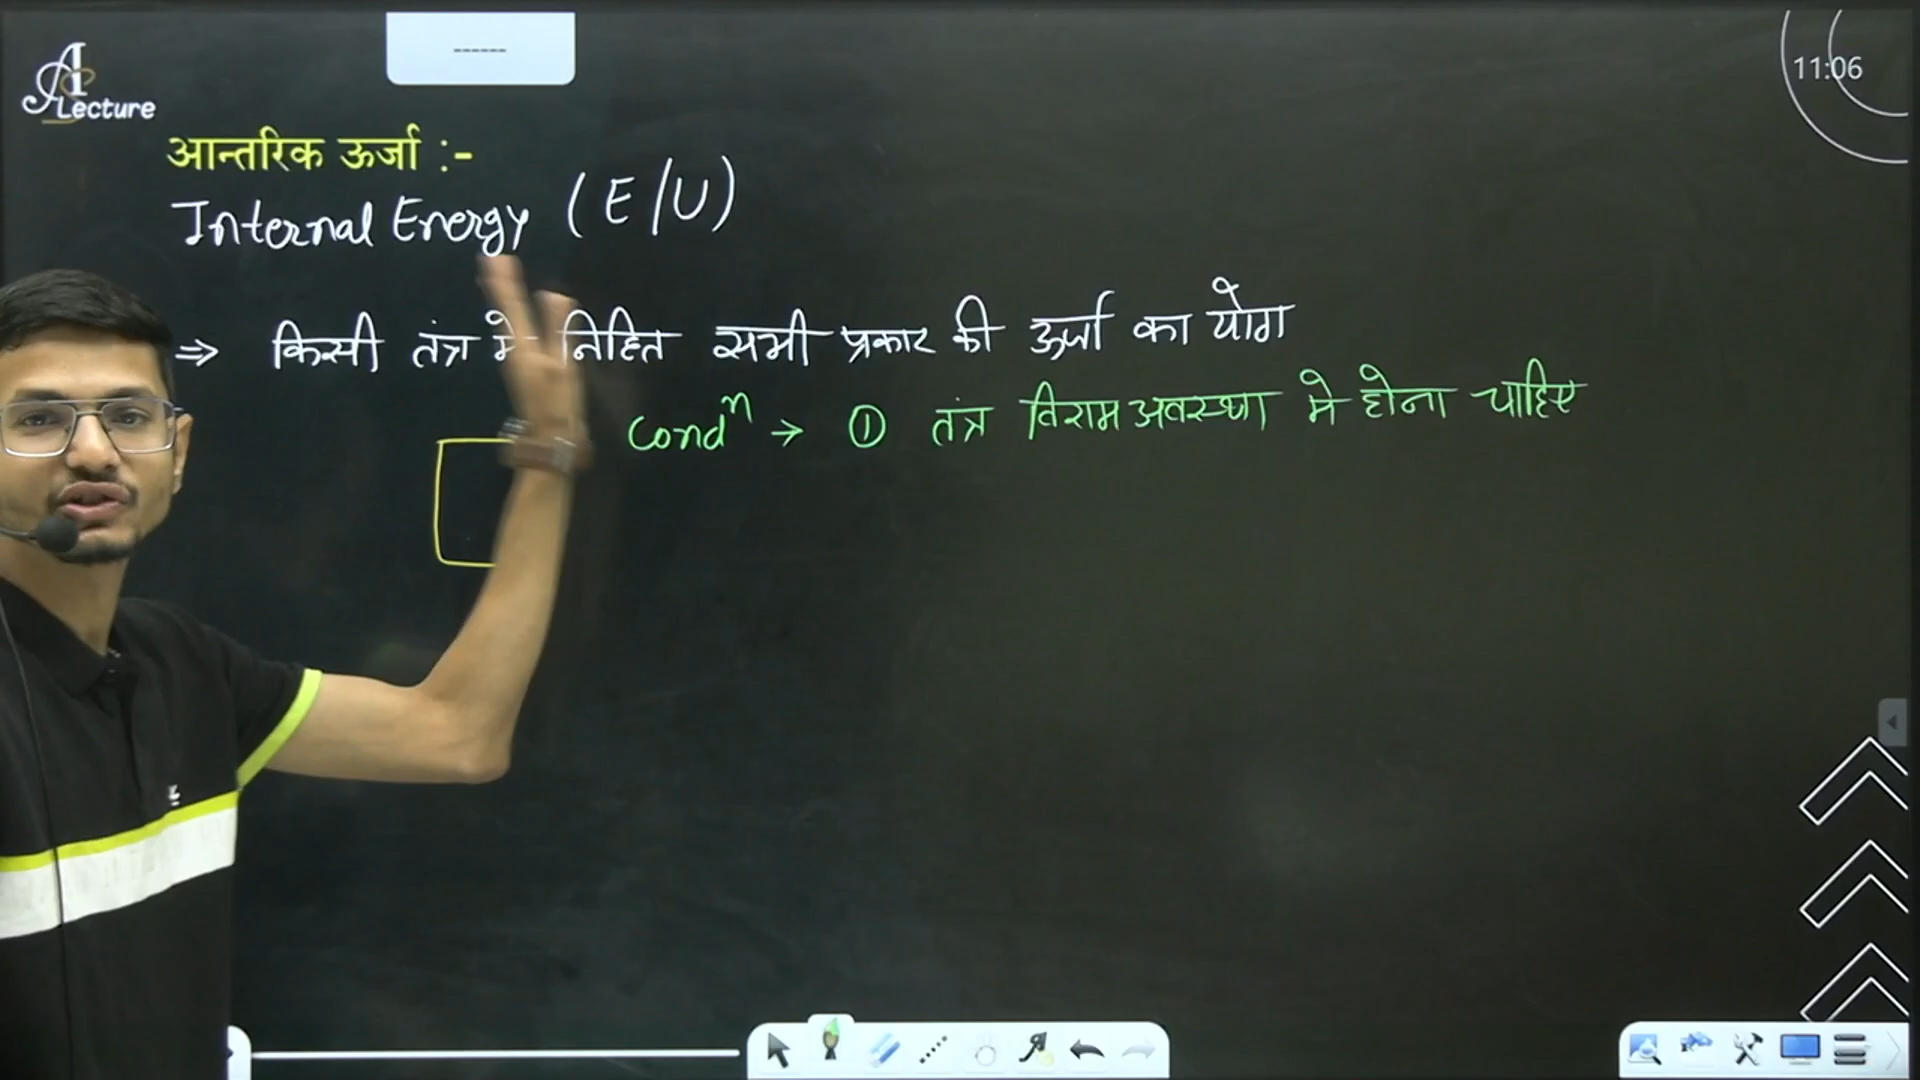 A Lecture
------
11:06
आन्तरिक ऊर्जा :-
Internal Energy (E/U)
⇒ किसी तंत्र मे निहित सभी प्रकार की ऊर्जा का योग
Condⁿ → ① तंत्र विराम अवस्था मे होना चाहिए